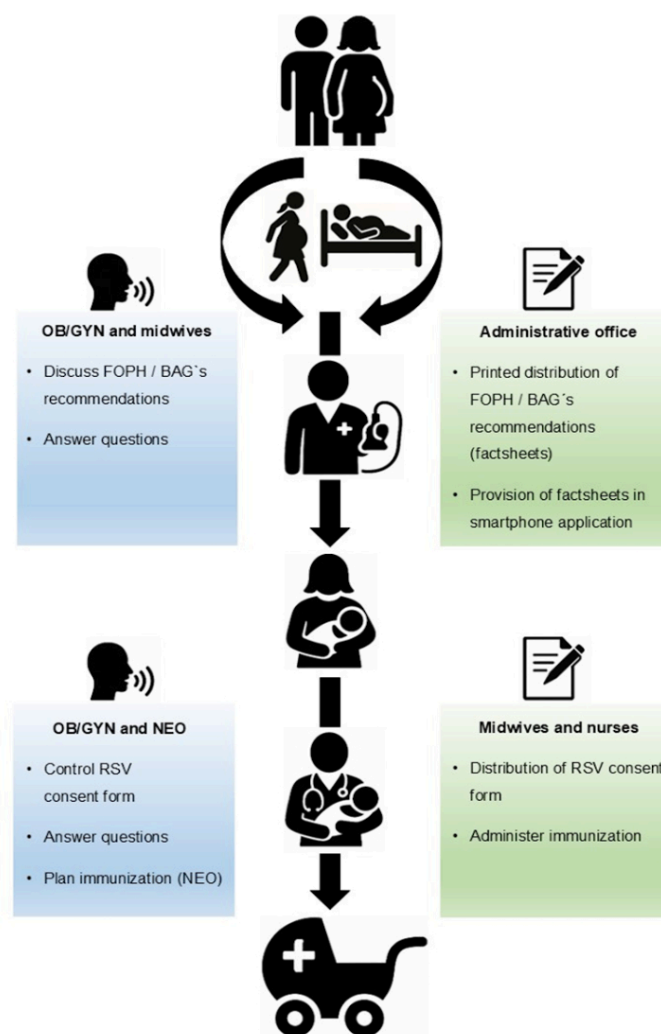 OB/GYN and midwives
• Discuss FOPH / BAG´s
recommendations
• Answer questions
Administrative office
• Printed distribution of
FOPH / BAG´s
recommendations
(factsheets)
• Provision of factsheets in
smartphone application
OB/GYN and NEO
• Control RSV
consent form
• Answer questions
• Plan immunization (NEO)
Midwives and nurses
• Distribution of RSV consent
form
• Administer immunization